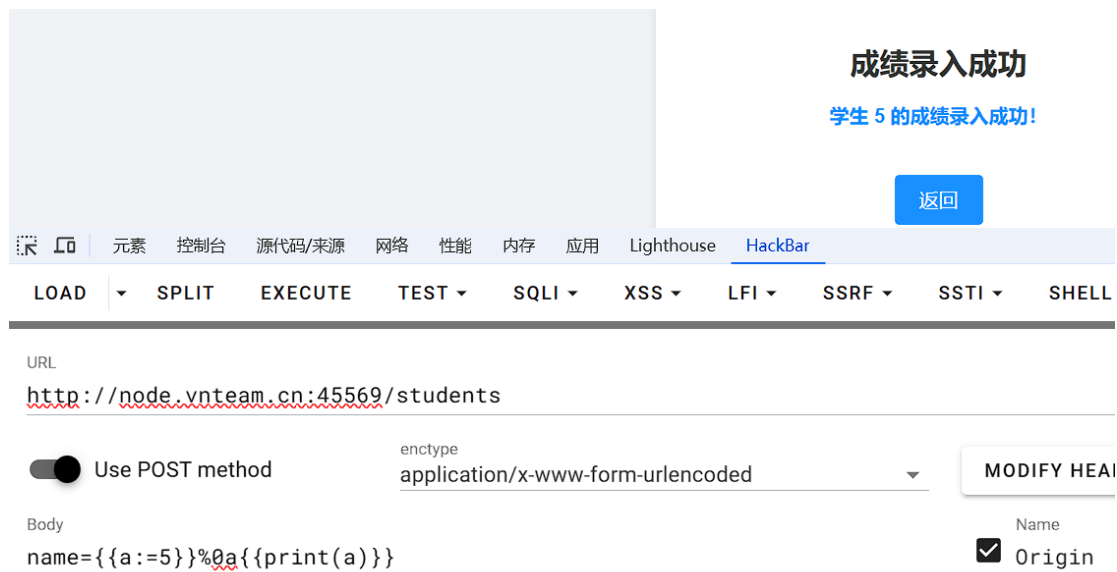 成绩录入成功
学生 5 的成绩录入成功！
返回
元素 控制台 源代码/来源 网络 性能 内存 应用 Lighthouse HackBar
LOAD SPLIT EXECUTE TEST SQLI XSS LFI SSRF SSTI SHELL
URL
http://node.vnteam.cn:45569/students
Use POST method
enctype
application/x-www-form-urlencoded
MODIFY HEA
Body
name={{a:=5}}%0a{{print(a)}}
Name
Origin